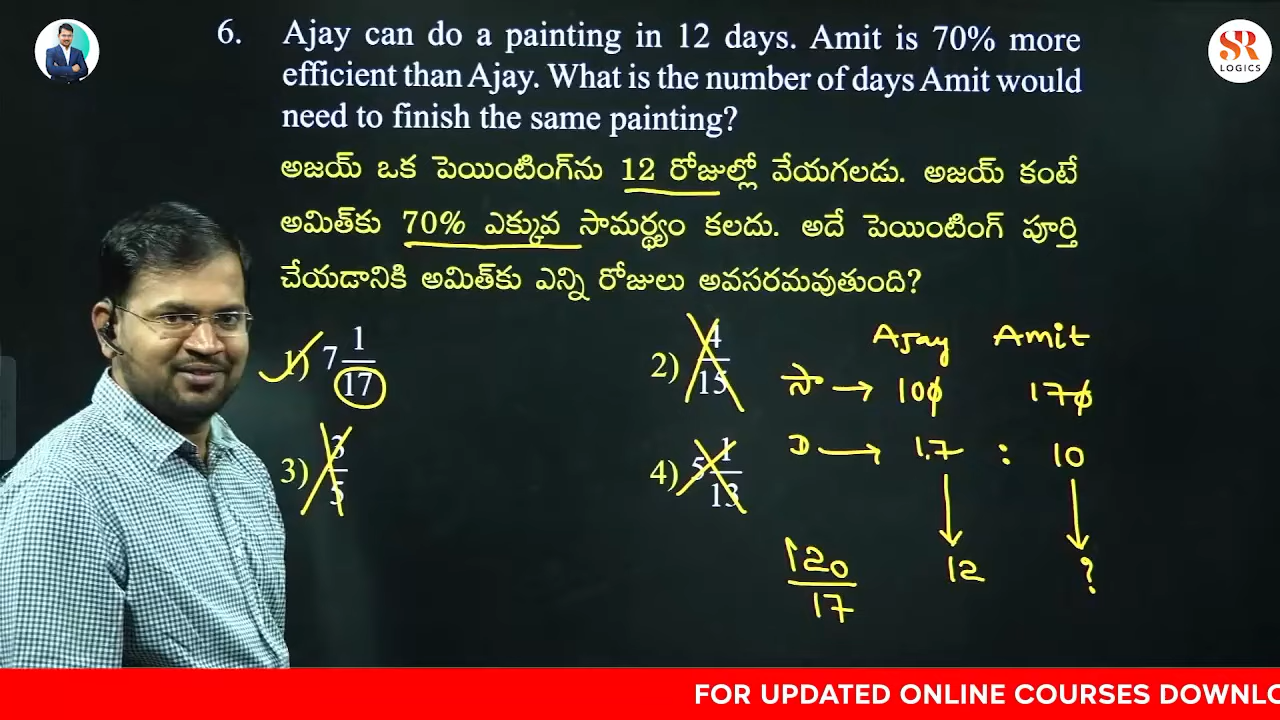 6. Ajay can do a painting in 12 days. Amit is 70% more
efficient than Ajay. What is the number of days Amit would
need to finish the same painting?
అజయ్ ఒక పెయింటింగ్‌ను 12 రోజుల్లో వేయగలడు. అజయ్ కంటే
అమిత్‌కు 70% ఎక్కువ సామర్థ్యం కలదు. అదే పెయింటింగ్ పూర్తి
చేయడానికి అమిత్‌కు ఎన్ని రోజులు అవసరమవుతుంది?
1) 7 1/17
2) 4/15
3) 3/5
4) 5 1/13
Ajay Amit
సా → 100 170
D → 17 : 10
12 ?
120/17
SR
LOGICS
FOR UPDATED ONLINE COURSES DOWNLO